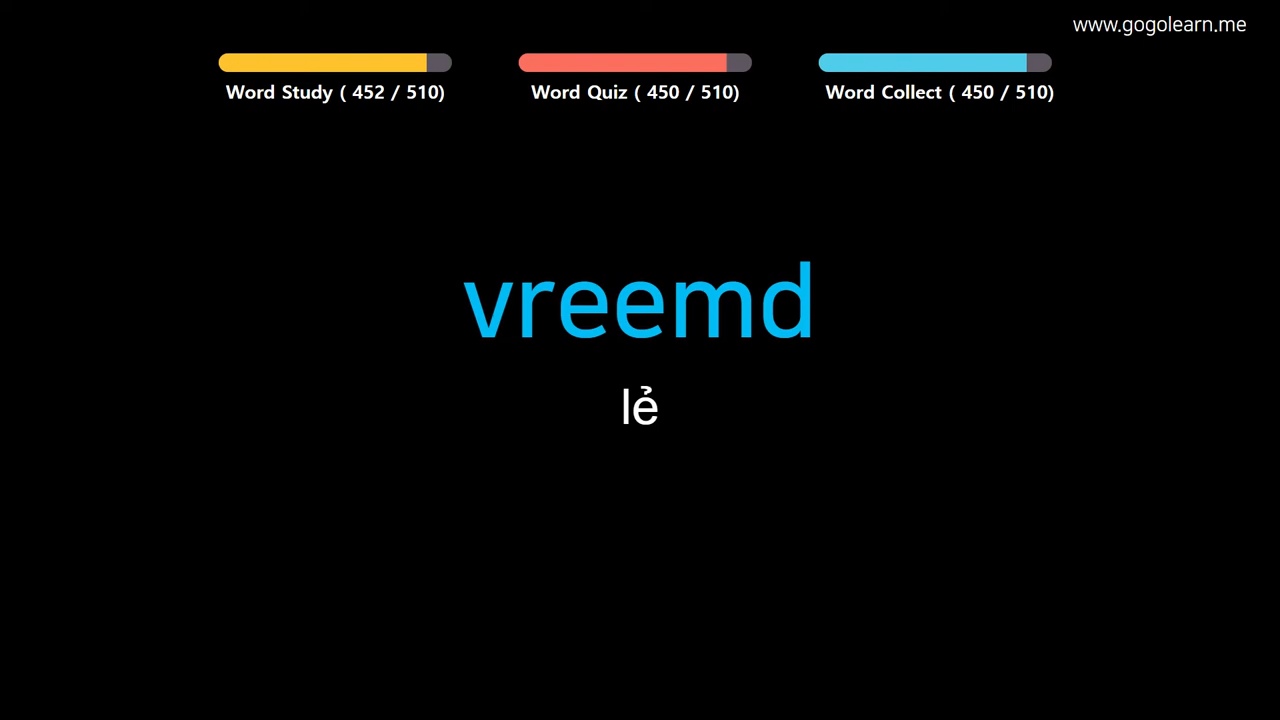 www.gogolearn.me
Word Study ( 452 / 510)
Word Quiz ( 450 / 510)
Word Collect ( 450 / 510)
vreemd
lẻ